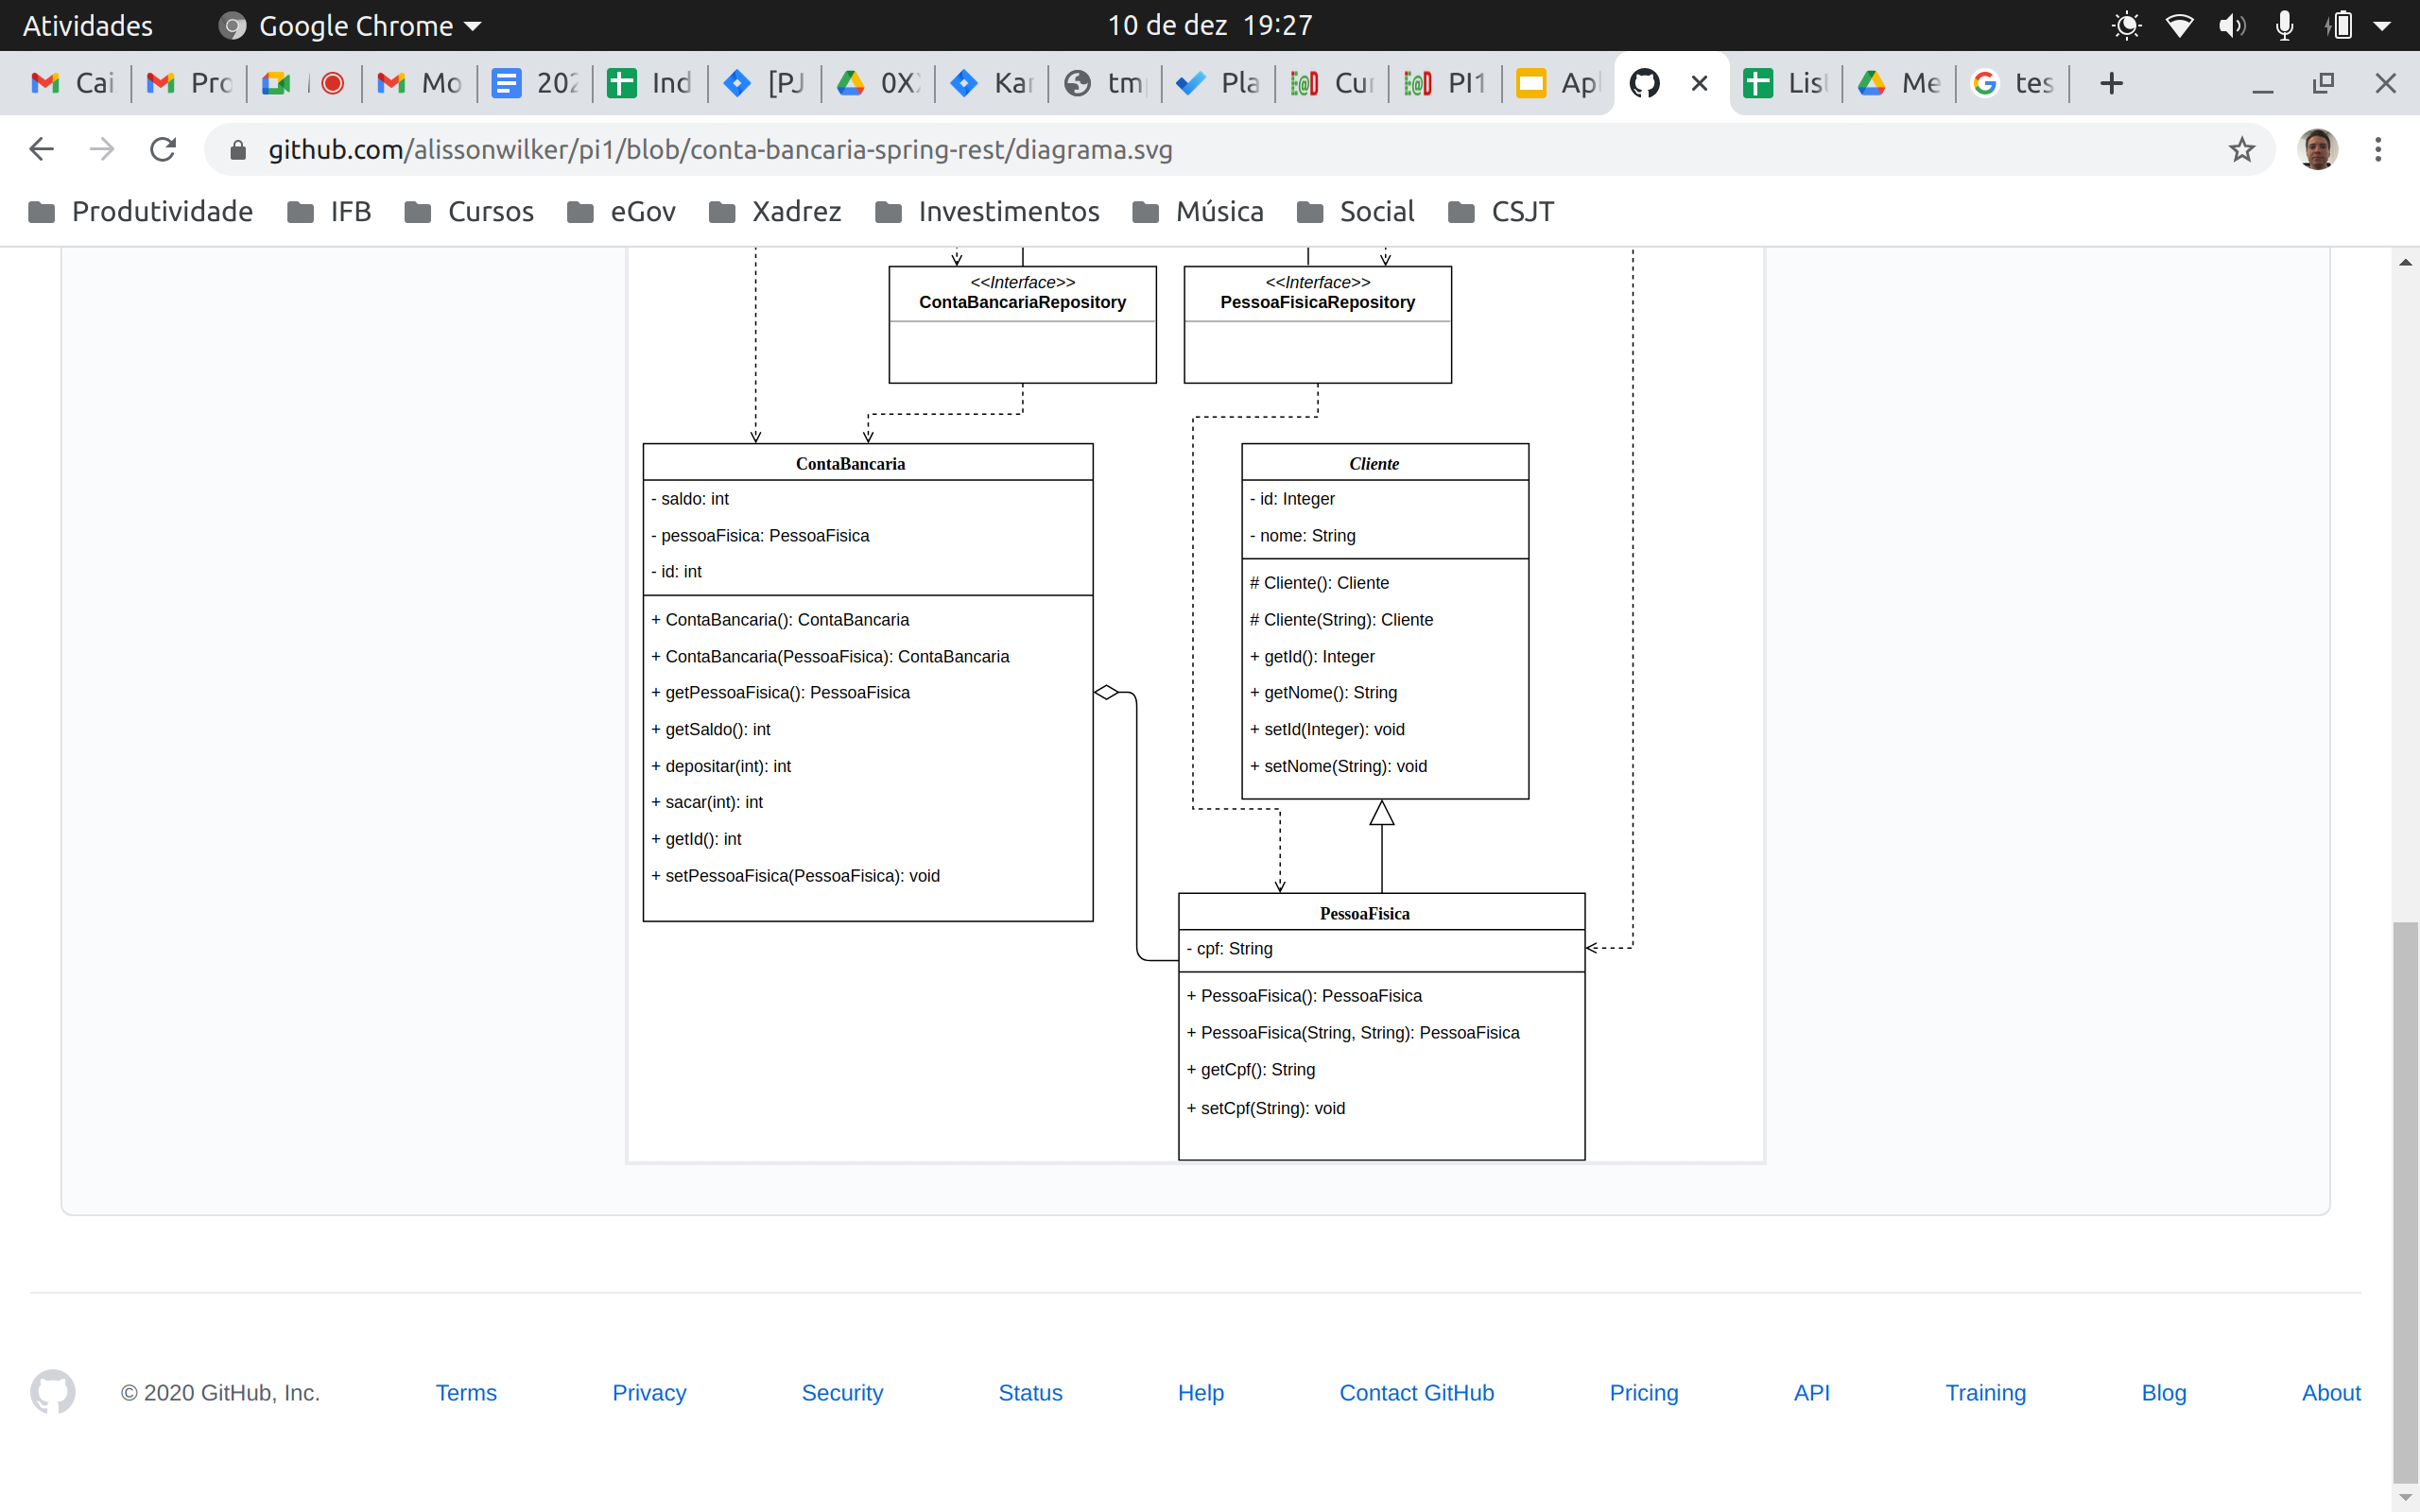 Atividades
Google Chrome
10 de dez 19:27
Cai
Pro
Mo
202
Ind
[PJ
0X
Kar
tm
Pla
Cur
PI1
Apl
List
Me
tes
github.com/alissonwilker/pi1/blob/conta-bancaria-spring-rest/diagrama.svg
Produtividade
IFB
Cursos
eGov
Xadrez
Investimentos
Música
Social
CSJT
<<Interface>>
ContaBancariaRepository
<<Interface>>
PessoaFisicaRepository
ContaBancaria
- saldo: int
- pessoaFisica: PessoaFisica
- id: int
+ ContaBancaria(): ContaBancaria
+ ContaBancaria(PessoaFisica): ContaBancaria
+ getPessoaFisica(): PessoaFisica
+ getSaldo(): int
+ depositar(int): int
+ sacar(int): int
+ getId(): int
+ setPessoaFisica(PessoaFisica): void
Cliente
- id: Integer
- nome: String
# Cliente(): Cliente
# Cliente(String): Cliente
+ getId(): Integer
+ getNome(): String
+ setId(Integer): void
+ setNome(String): void
PessoaFisica
- cpf: String
+ PessoaFisica(): PessoaFisica
+ PessoaFisica(String, String): PessoaFisica
+ getCpf(): String
+ setCpf(String): void
© 2020 GitHub, Inc.
Terms
Privacy
Security
Status
Help
Contact GitHub
Pricing
API
Training
Blog
About